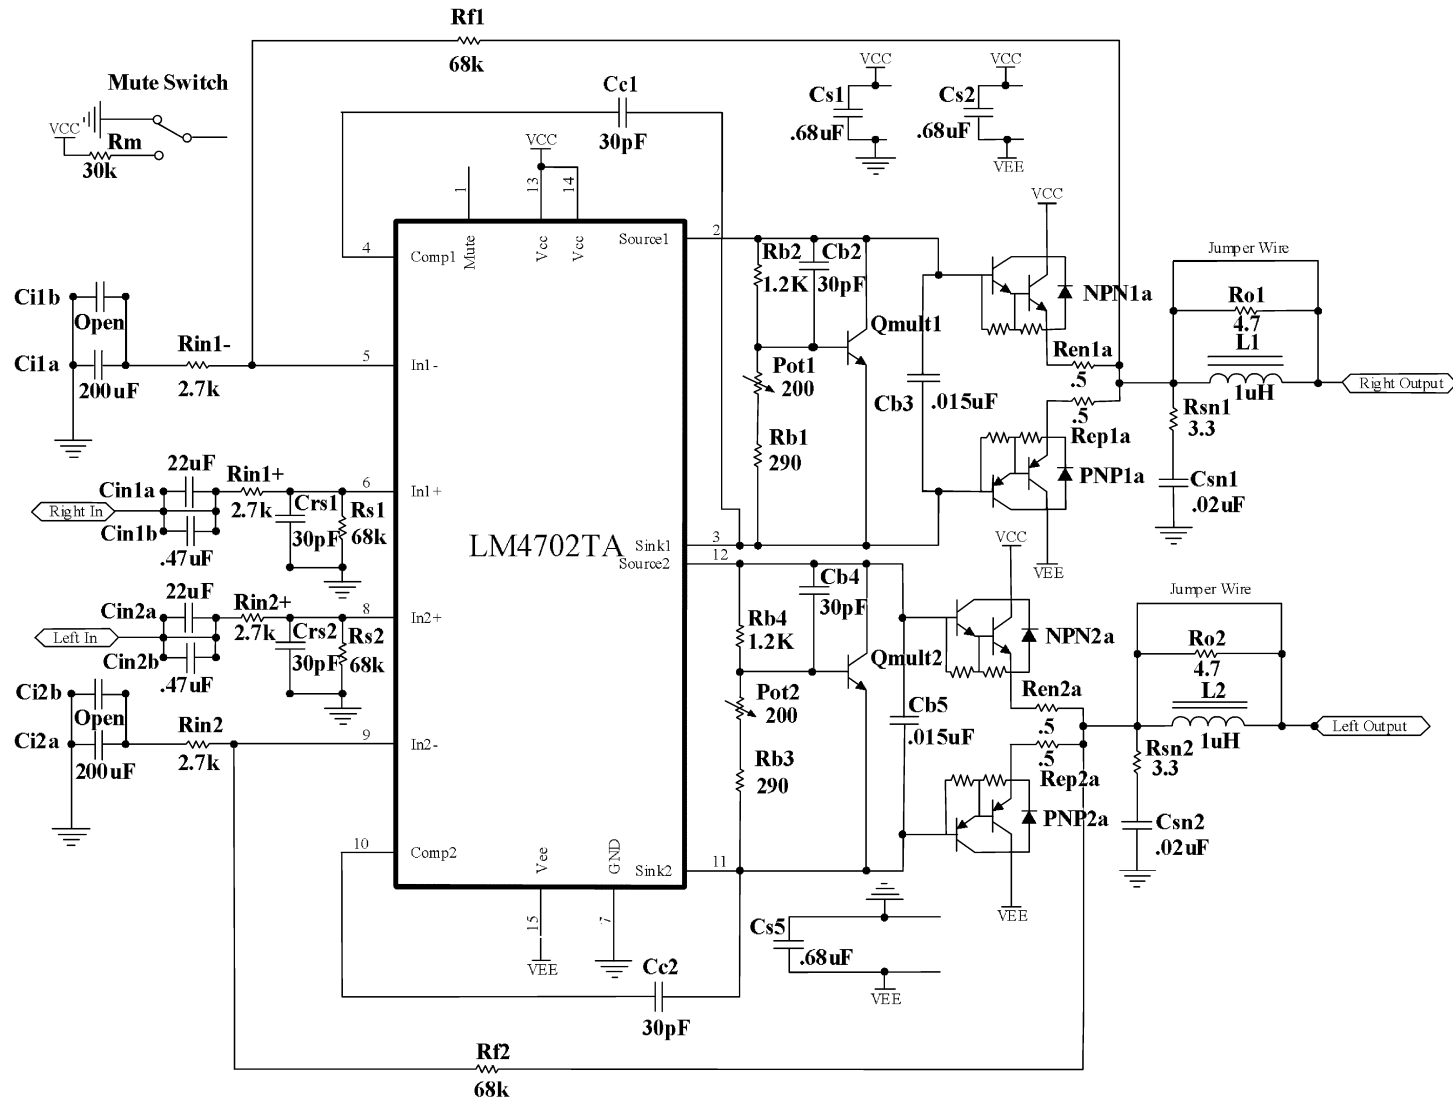 Rf1
68k
Mute Switch
VCC
Rm
30k
Cc1
30pF
VCC
Cs1
.68uF
VCC
Cs2
.68uF
VEE
VCC
1
13
14
4
Comp1
Mute
Vcc
Vcc
Source1
2
Rb2
1.2K
Cb2
30pF
VCC
NPN1a
Jumper Wire
Ro1
4.7
L1
1uH
Right Output
Ci1b
Open
Ci1a
200uF
Rin1-
2.7k
5
In1-
Qmult1
Pot1
200
Cb3
.015uF
Ren1a
.5
.5
Rep1a
Rsn1
3.3
Rb1
290
PNP1a
Csn1
.02uF
22uF
Cin1a
Right In
Cin1b
.47uF
Rin1+
2.7k
Crs1
30pF
Rs1
68k
6
In1+
LM4702TA
Sink1
3
Source2
12
VEE
VCC
22uF
Cin2a
Left In
Cin2b
.47uF
Rin2+
2.7k
Crs2
30pF
Rs2
68k
8
In2+
Rb4
1.2K
Cb4
30pF
Qmult2
NPN2a
Jumper Wire
Ro2
4.7
L2
1uH
Left Output
Ci2b
Open
Ci2a
200uF
Rin2
2.7k
9
In2-
Pot2
200
Cb5
.015uF
Ren2a
.5
.5
Rep2a
Rsn2
3.3
Rb3
290
PNP2a
Csn2
.02uF
10
Comp2
Vee
GND
Sink2
11
VEE
15
7
VEE
Cs5
.68uF
VEE
Cc2
30pF
Rf2
68k